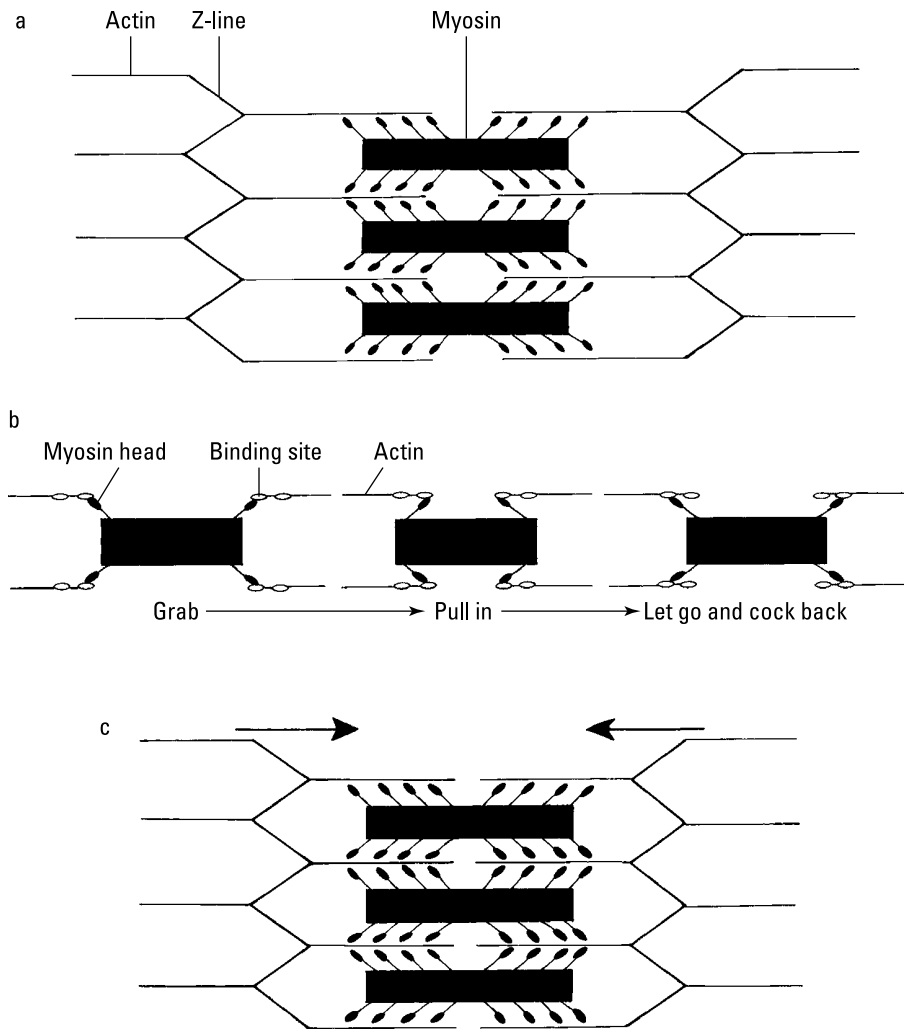 a Actin Z-line Myosin
b
Myosin head Binding site Actin
Grab Pull in Let go and cock back
c